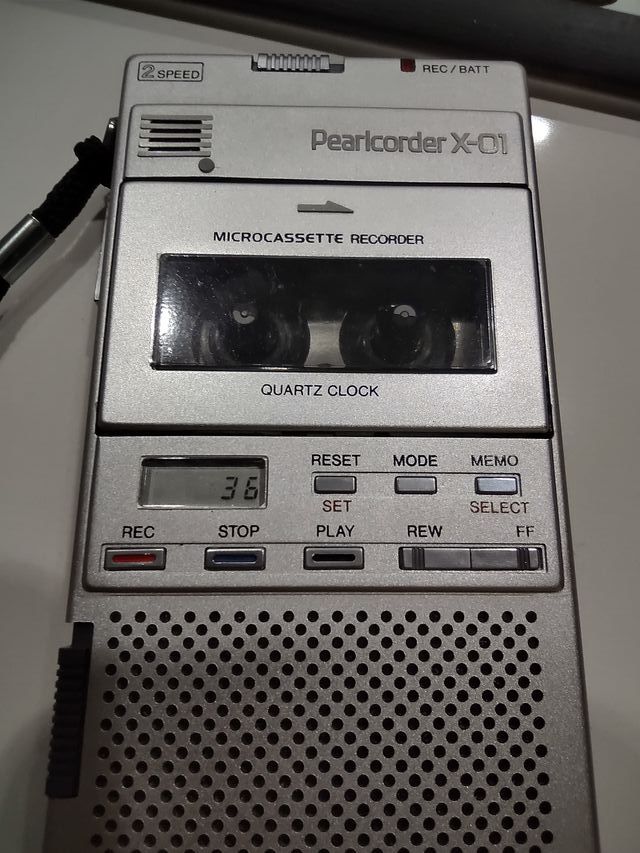 2 SPEED
REC / BATT
Pearlcorder X-01
MICROCASSETTE RECORDER
QUARTZ CLOCK
RESET MODE MEMO
36
SET SELECT
REC STOP PLAY REW FF